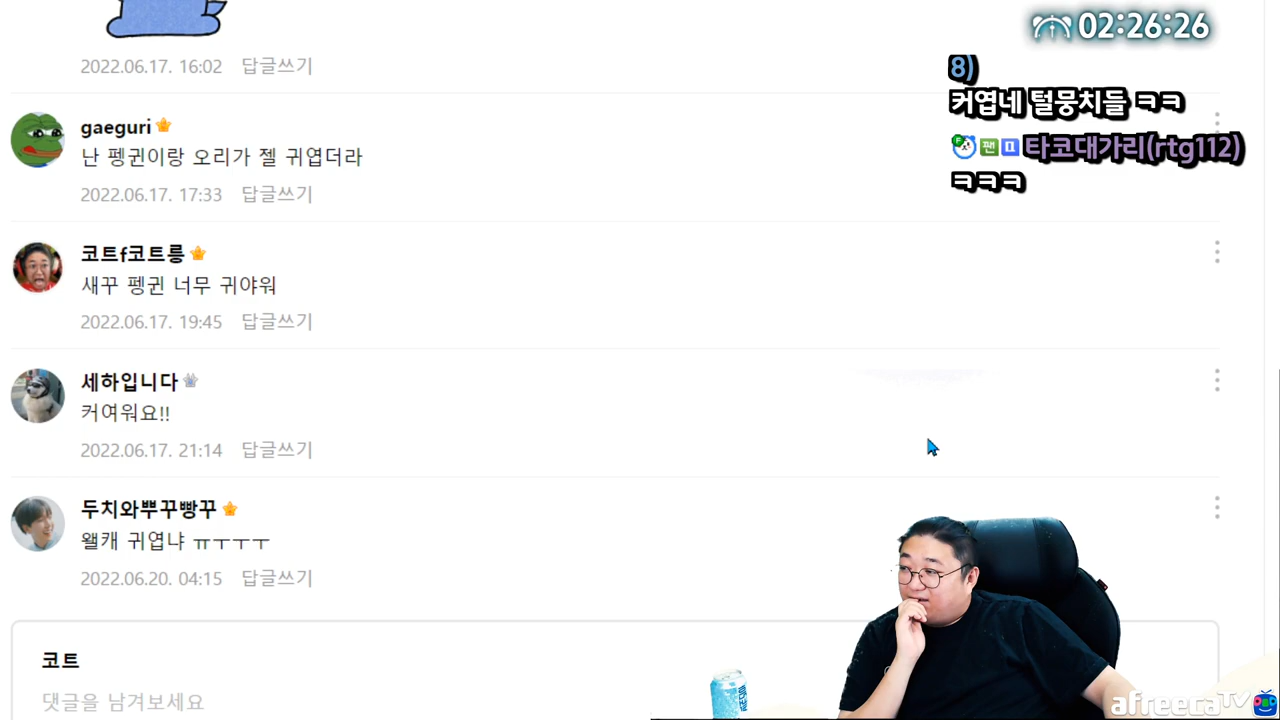 02:26:26
8)
커엽네 털뭉치들 ㅋㅋ
팬 타코대가리(rtg112)
ㅋㅋㅋ
2022.06.17. 16:02 답글쓰기
gaeguri
난 펭귄이랑 오리가 젤 귀엽더라
2022.06.17. 17:33 답글쓰기
코트f코트릉
새꾸 펭귄 너무 귀야워
2022.06.17. 19:45 답글쓰기
세하입니다
커여워요!!
2022.06.17. 21:14 답글쓰기
두치와뿌꾸빵꾸
왤캐 귀엽냐 ㅠㅜㅜㅜ
2022.06.20. 04:15 답글쓰기
코트
댓글을 남겨보세요
afreecaTV